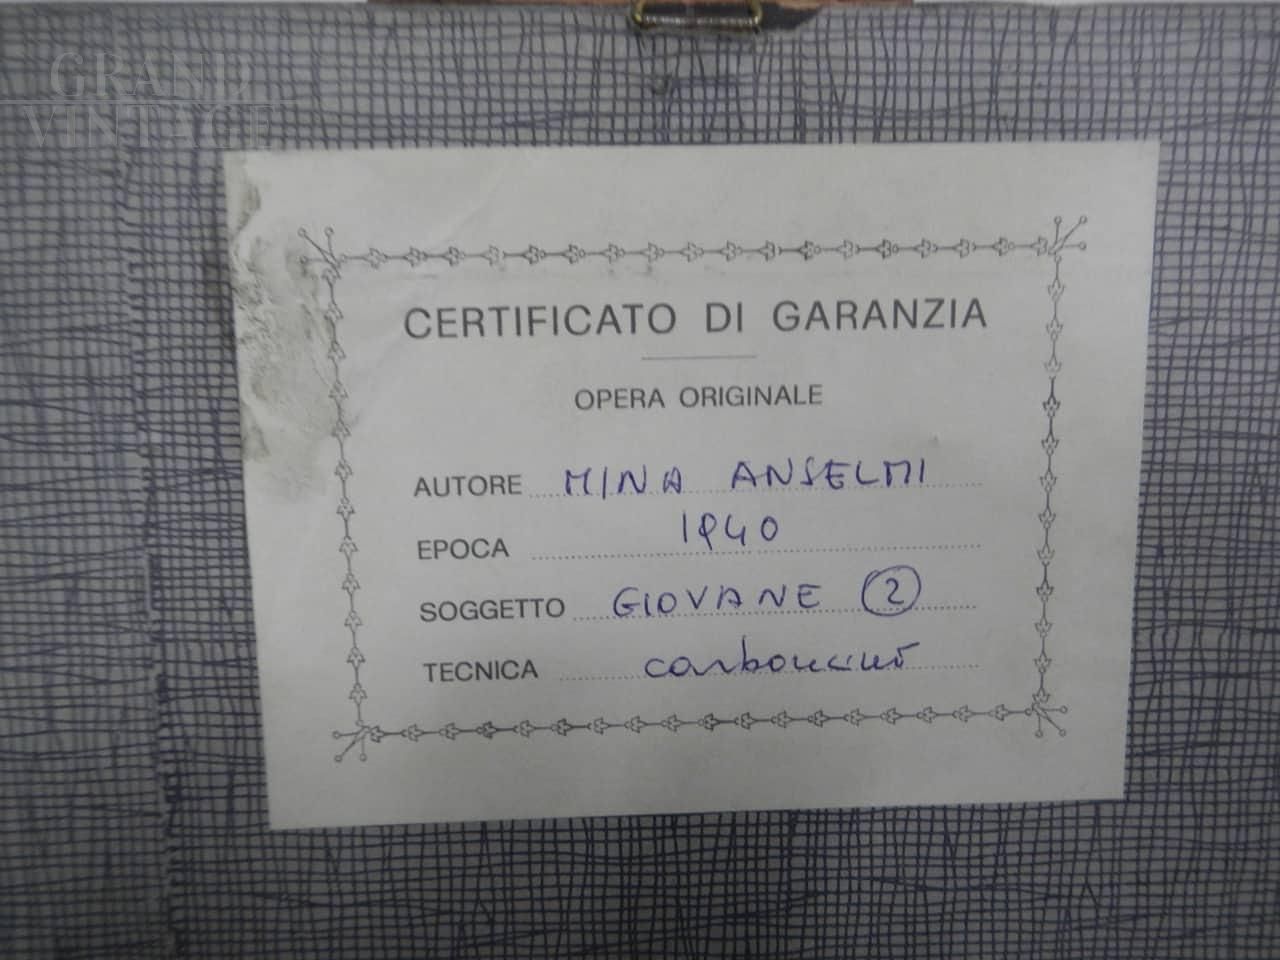 GRAND
VINTAGE
CERTIFICATO DI GARANZIA
OPERA ORIGINALE
AUTORE MINA ANSELMI
EPOCA 1940
SOGGETTO GIOVANE 2
TECNICA carboncino